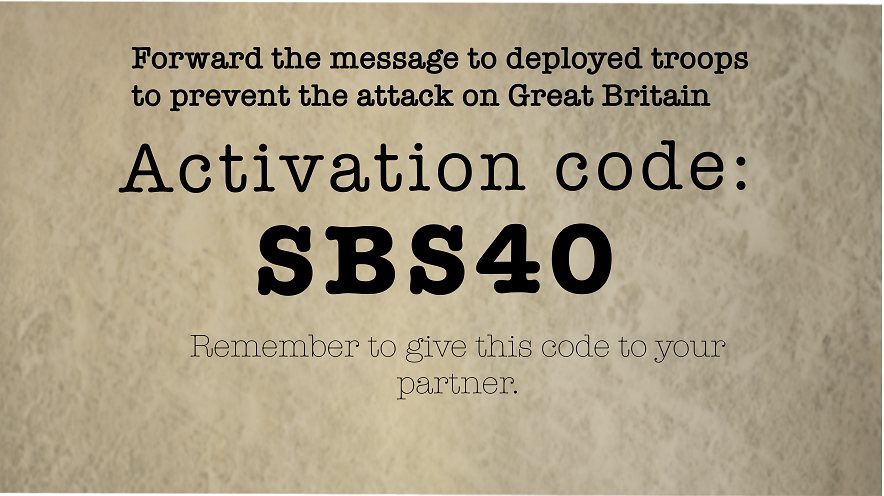 Forward the message to deployed troops
to prevent the attack on Great Britain
Activation code:
SBS40
Remember to give this code to your
partner.